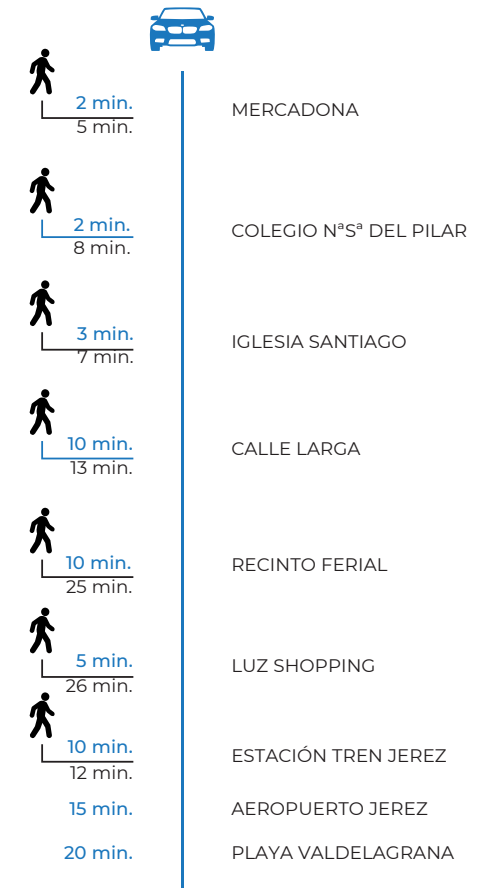 2 min.
5 min.
MERCADONA
2 min.
8 min.
COLEGIO NªSª DEL PILAR
3 min.
7 min.
IGLESIA SANTIAGO
10 min.
13 min.
CALLE LARGA
10 min.
25 min.
RECINTO FERIAL
5 min.
26 min.
LUZ SHOPPING
10 min.
12 min.
ESTACIÓN TREN JEREZ
15 min.
AEROPUERTO JEREZ
20 min.
PLAYA VALDELAGRANA